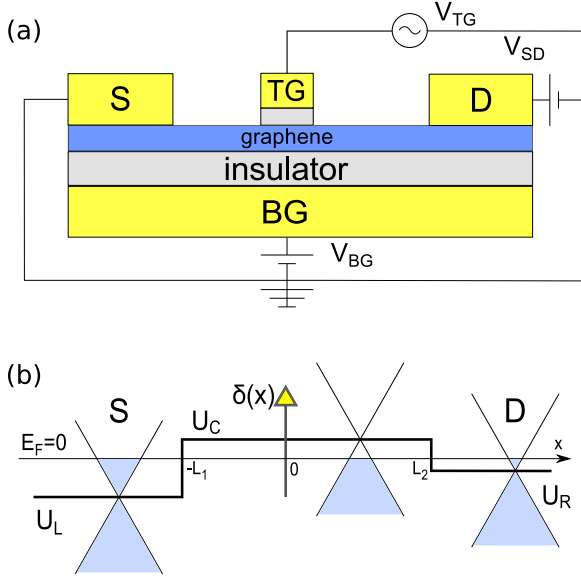 (a)
V_TG
V_SD
S
TG
D
graphene
insulator
BG
V_BG
(b)
S
δ(x)
D
U_C
E_F=0
x
-L_1
0
L_2
U_L
U_R